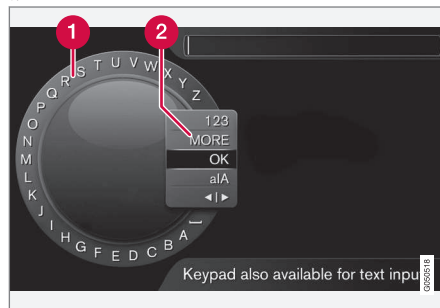 1
2
A B C D E F G H I J K L M N O P Q R S T U V W X Y Z
123
MORE
OK
a|A
◄|►
Keypad also available for text inpu
G050518